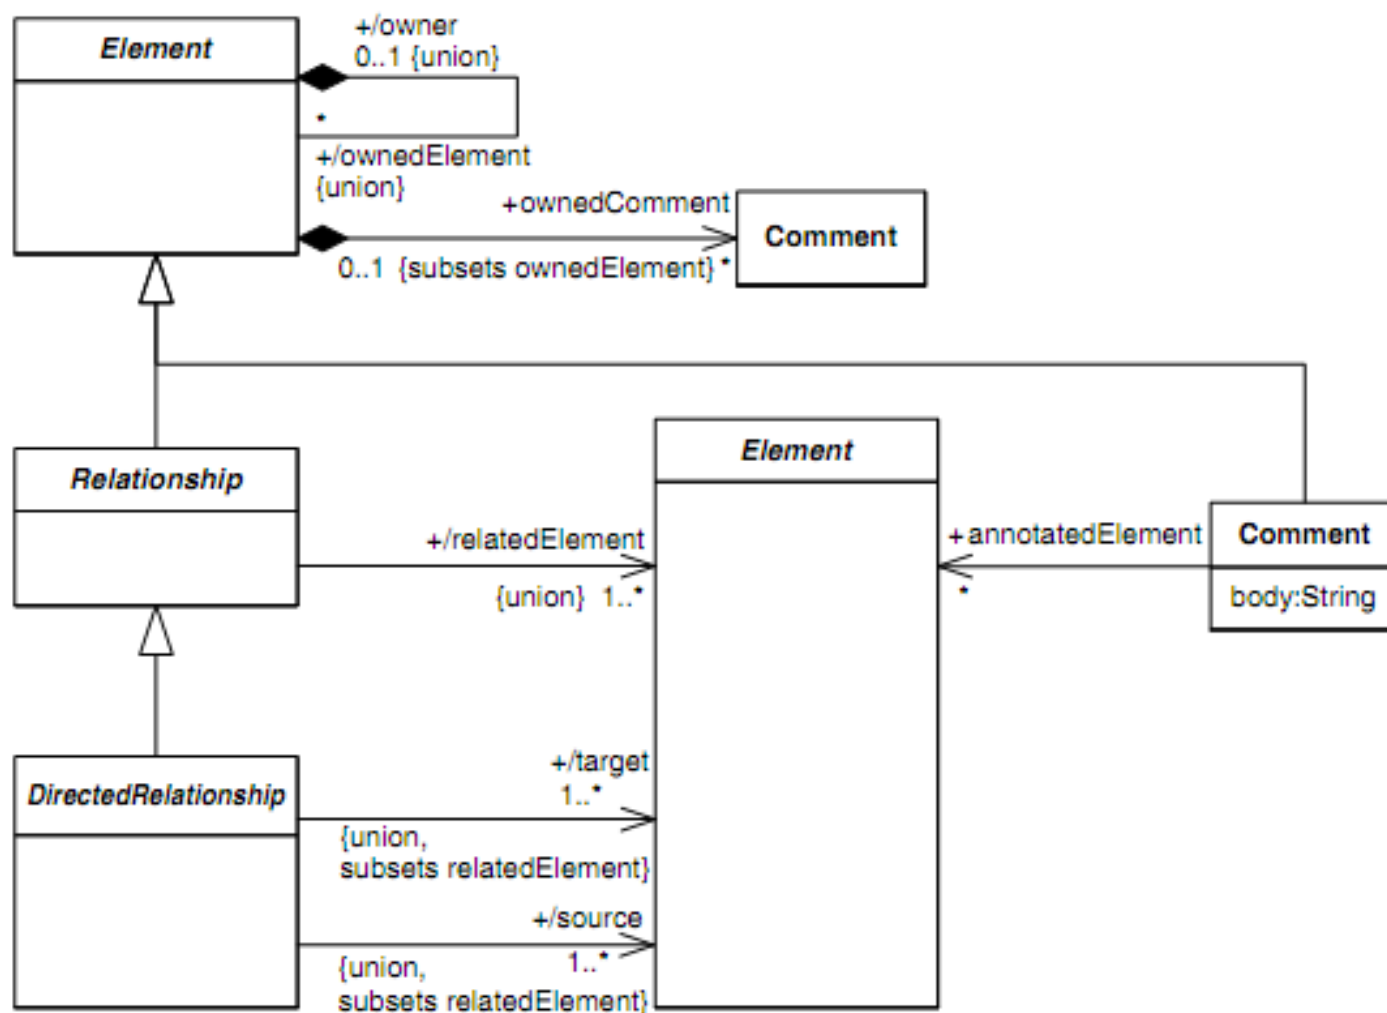 Element
+/owner
0..1 {union}
*
+/ownedElement
{union}
+ownedComment
Comment
0..1 {subsets ownedElement} *
Relationship
+/relatedElement
{union} 1..*
Element
+annotatedElement
*
Comment
body:String
DirectedRelationship
+/target
1..*
{union,
subsets relatedElement}
+/source
1..*
{union,
subsets relatedElement}